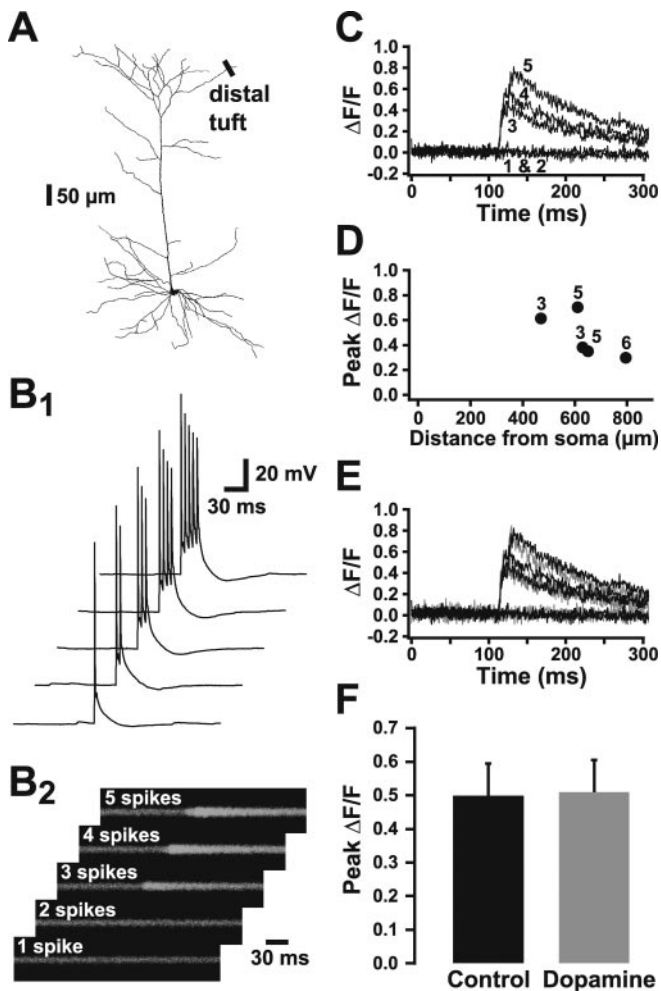 A
distal
tuft
50 µm
B1
20 mV
30 ms
B2
5 spikes
4 spikes
3 spikes
2 spikes
1 spike
30 ms
C
ΔF/F
1.0
0.8
0.6
0.4
0.2
0.0
-0.2
5
4
3
1 & 2
0 100 200 300
Time (ms)
D
Peak ΔF/F
1.0
0.8
0.6
0.4
0.2
0.0
3
5
3
5
6
0 200 400 600 800
Distance from soma (µm)
E
ΔF/F
1.0
0.8
0.6
0.4
0.2
0.0
-0.2
0 100 200 300
Time (ms)
F
Peak ΔF/F
0.7
0.6
0.5
0.4
0.3
0.2
0.1
0.0
Control Dopamine